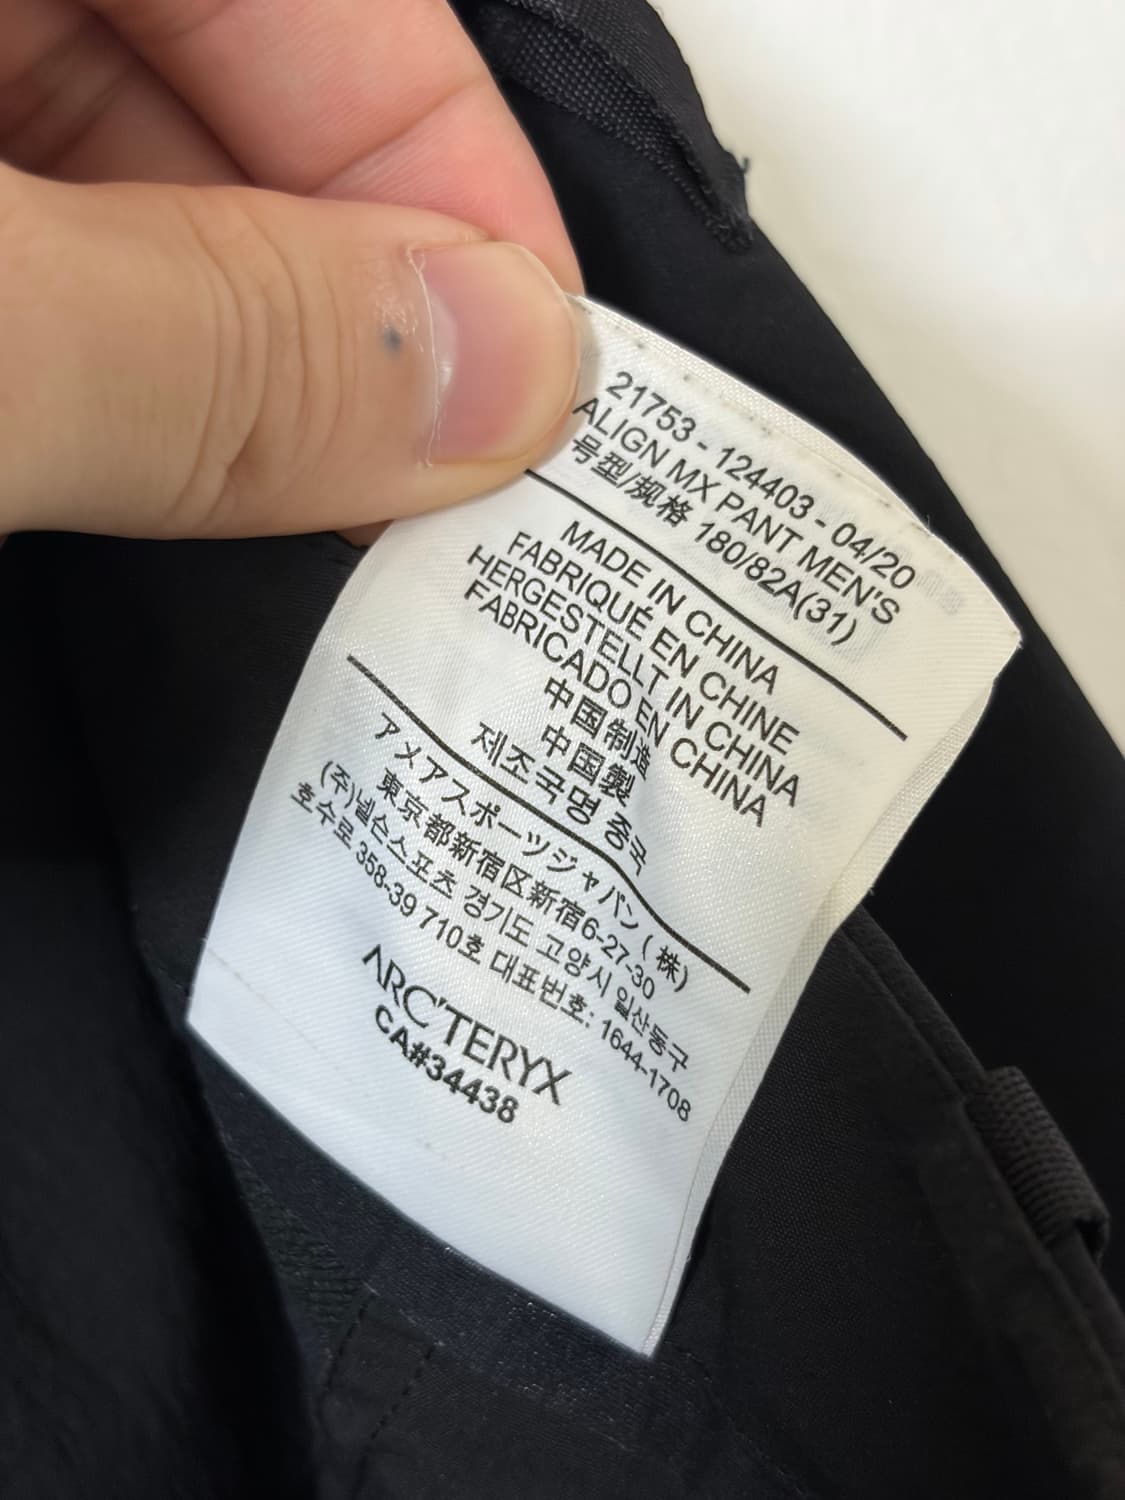 21753 - 124403 - 04/20
ALIGN MX PANT MEN'S
号型/规格 180/82A(31)
MADE IN CHINA
FABRIQUÉ EN CHINE
HERGESTELLT IN CHINA
FABRICADO EN CHINA
中国制造
中国製
제조국명 중국
アメアスポーツジャパン ( 株)
東京都新宿区新宿6-27-30
(주)넬슨스포츠 경기도 고양시 일산동구
호수로 358-39 710호 대표번호: 1644-1708
ARC'TERYX
CA#34438